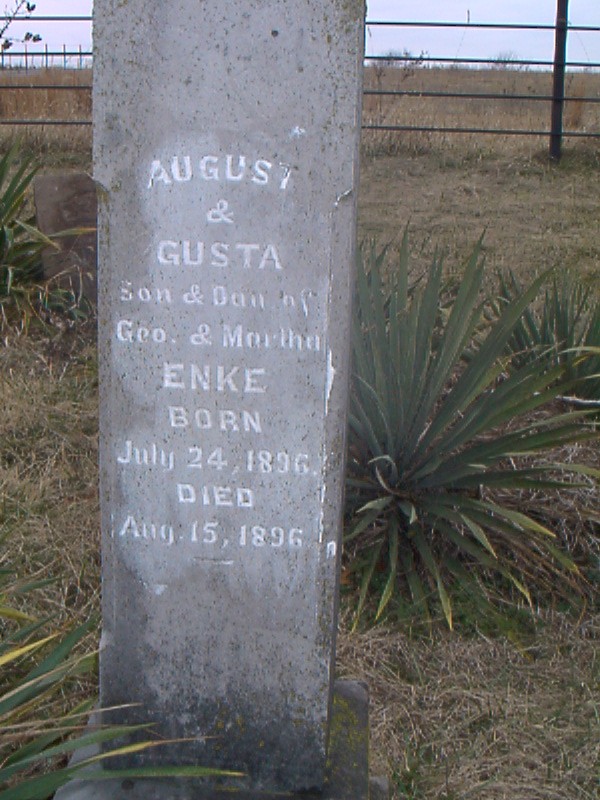 AUGUST
&
GUSTA
Son & Dau. of
Geo. & Martha
ENKE
BORN
July 24, 1896.
DIED
Aug. 15, 1896